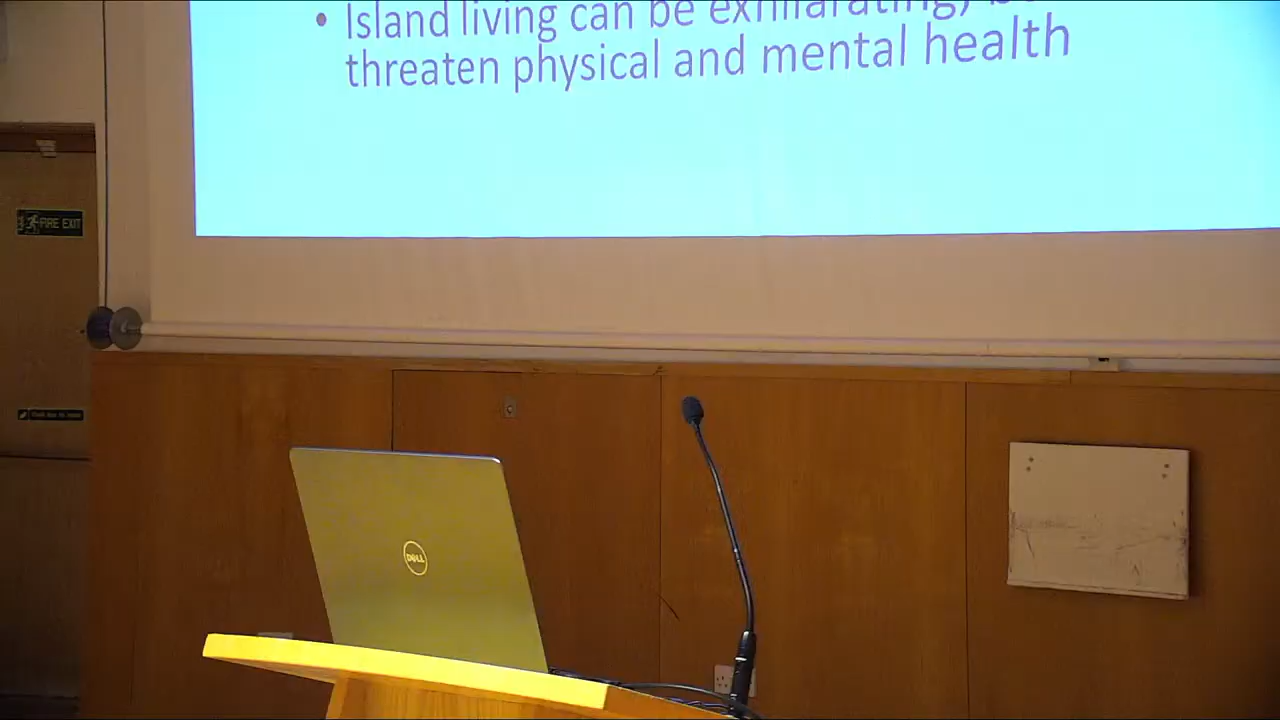 • Island living can be exhilarating,
threaten physical and mental health
FIRE EXIT
DELL